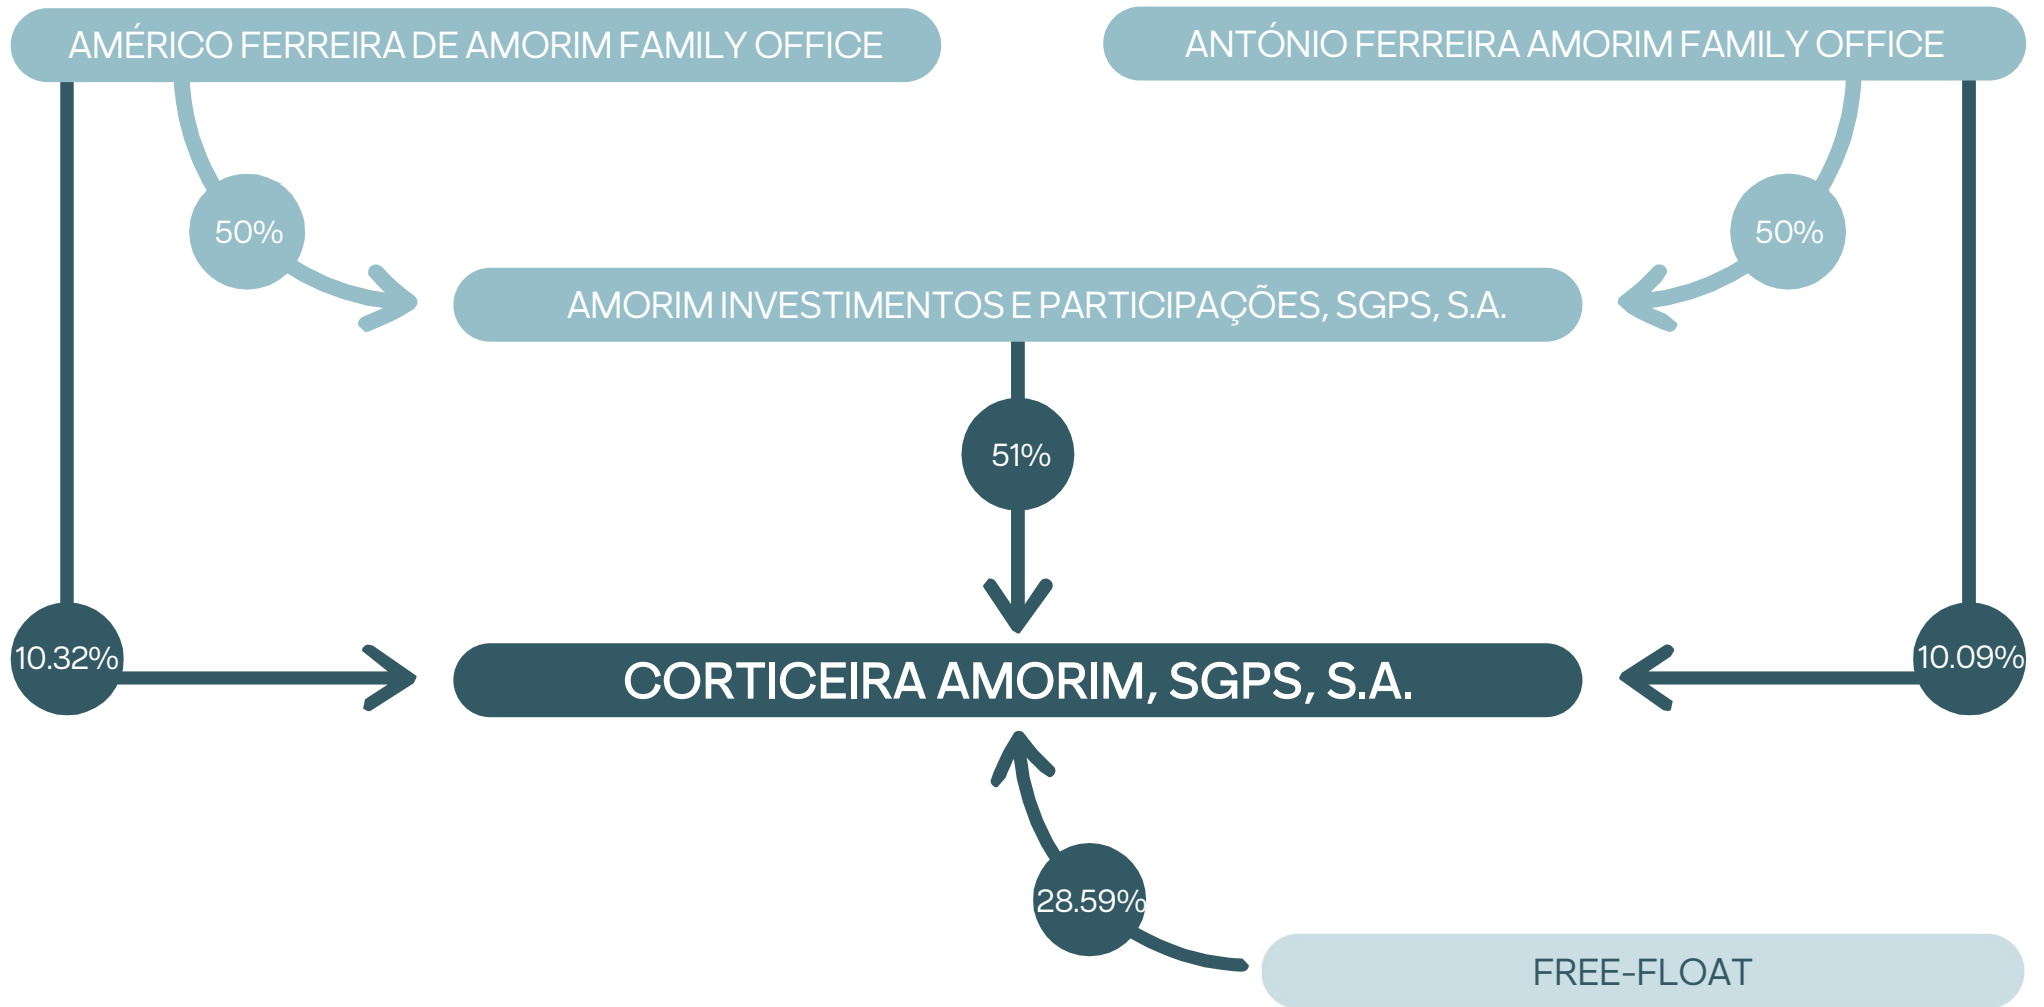 AMÉRICO FERREIRA DE AMORIM FAMILY OFFICE
ANTÓNIO FERREIRA AMORIM FAMILY OFFICE
50%
50%
AMORIM INVESTIMENTOS E PARTICIPAÇÕES, SGPS, S.A.
51%
10.32%
10.09%
CORTICEIRA AMORIM, SGPS, S.A.
28.59%
FREE-FLOAT